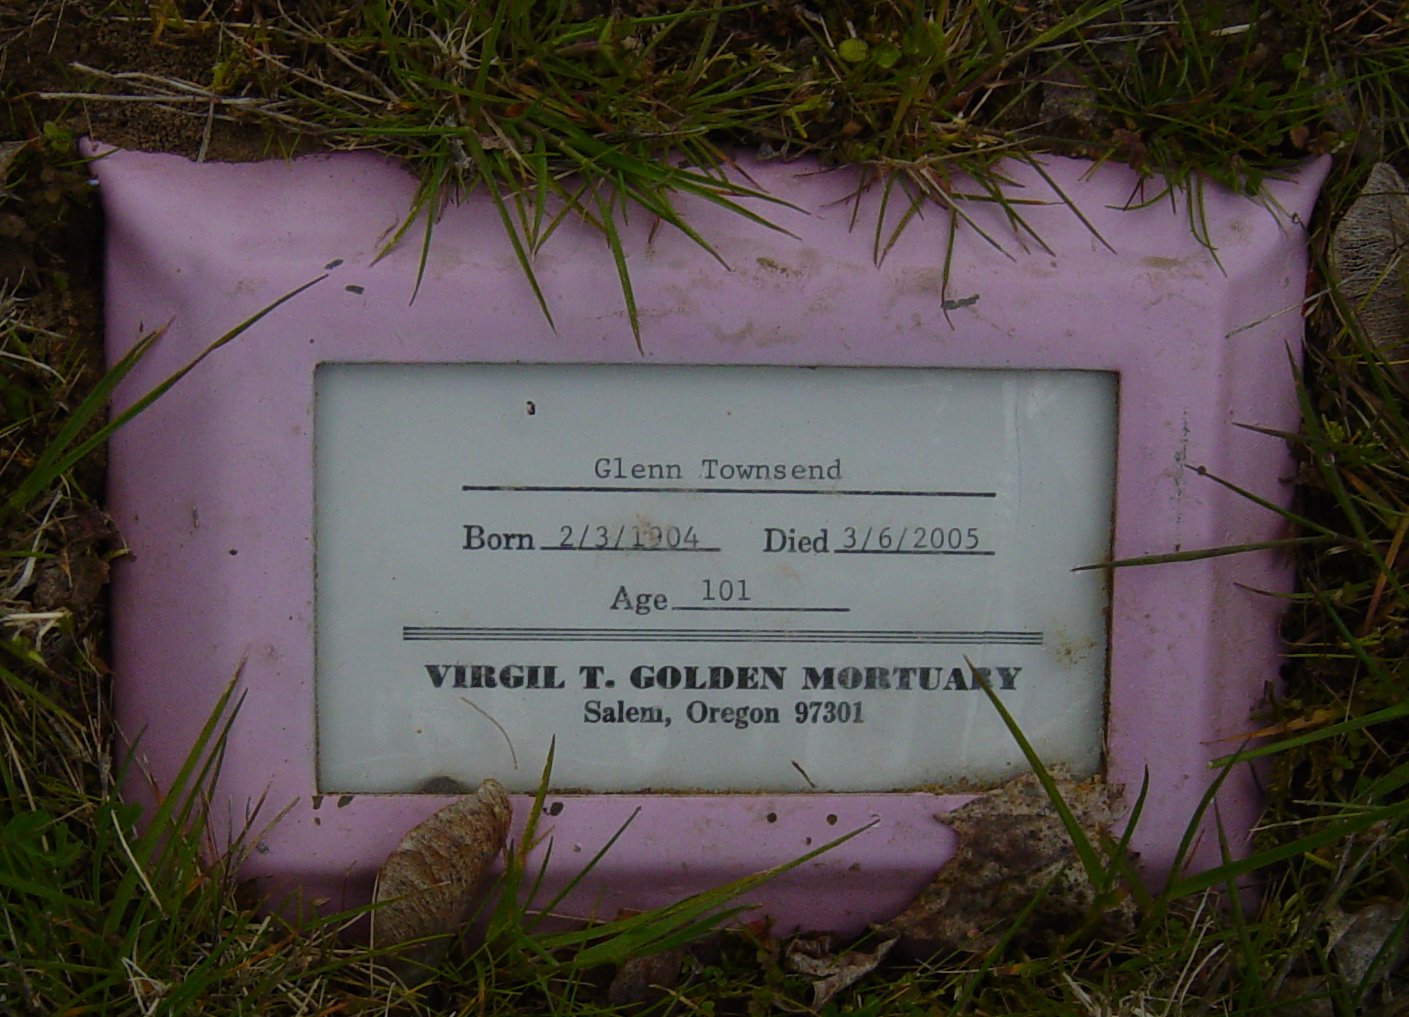 Glenn Townsend
Born 2/3/1904 Died 3/6/2005
Age 101
VIRGIL T. GOLDEN MORTUARY
Salem, Oregon 97301